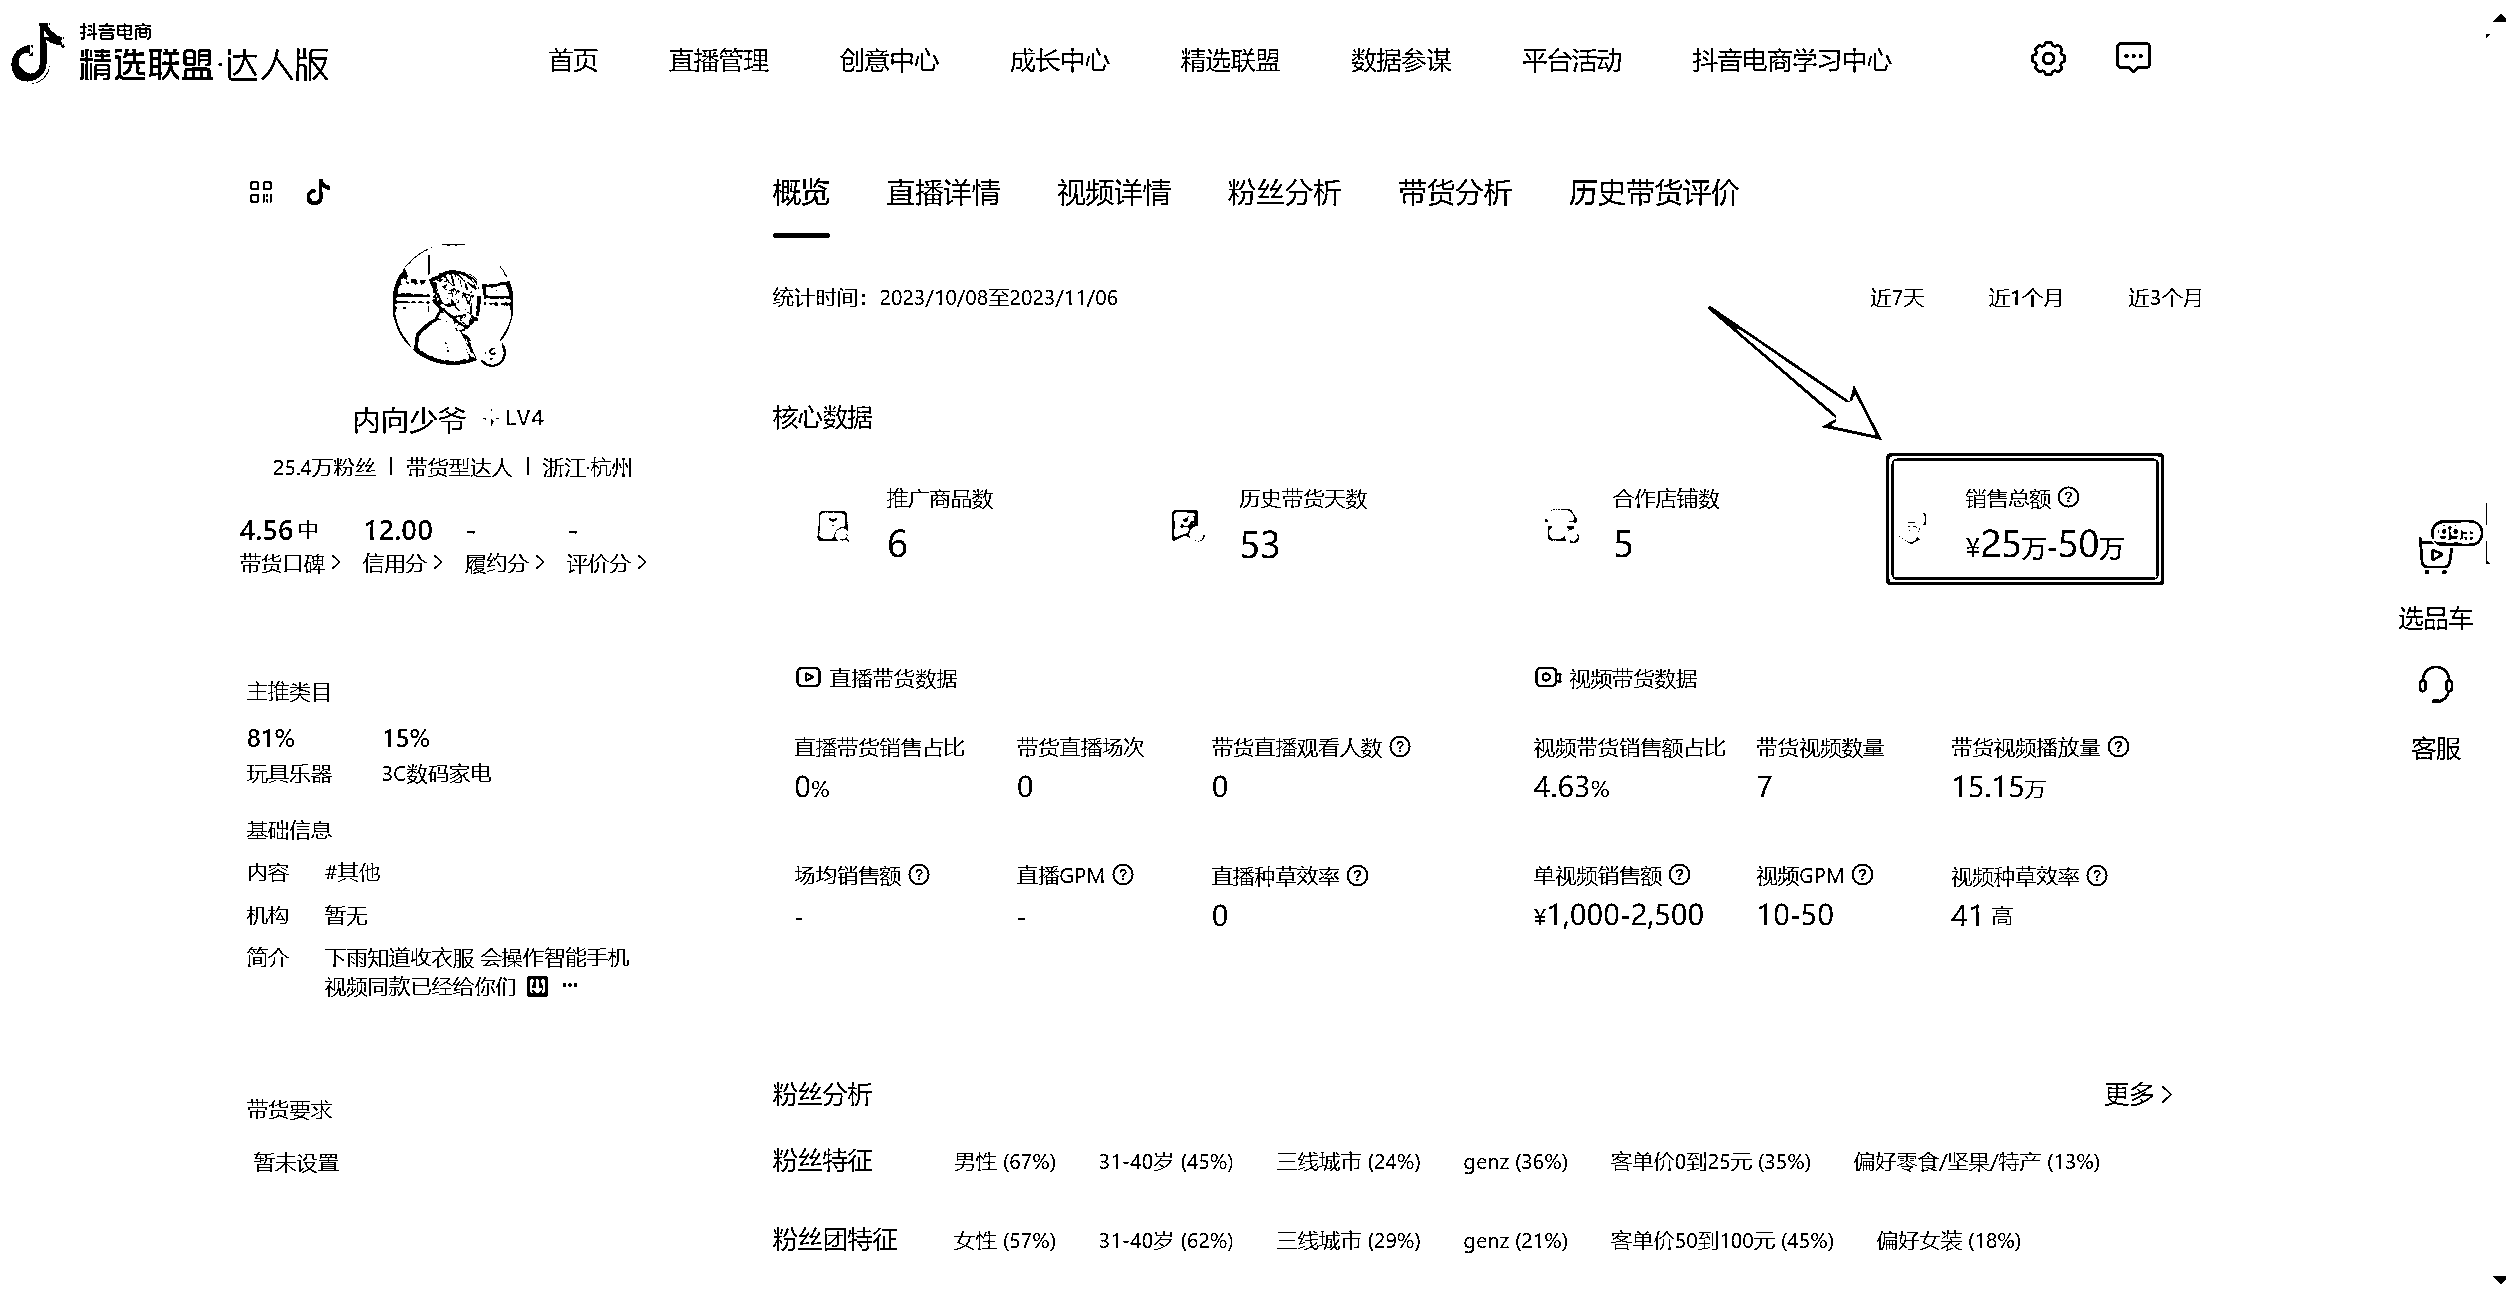 抖音电商
精选联盟·达人版
首页 直播管理 创意中心 成长中心 精选联盟 数据参谋 平台活动 抖音电商学习中心
概览 直播详情 视频详情 粉丝分析 带货分析 历史带货评价
统计时间：2023/10/08至2023/11/06 近7天 近1个月 近3个月
内向少爷 LV4
25.4万粉丝 | 带货型达人 | 浙江·杭州
4.56 中 12.00 - -
带货口碑 > 信用分 > 履约分 > 评价分 >
主推类目
81% 15%
玩具乐器 3C数码家电
基础信息
内容 #其他
机构 暂无
简介 下雨知道收衣服 会操作智能手机
视频同款已经给你们 ...
带货要求
暂未设置
核心数据
推广商品数 历史带货天数 合作店铺数 销售总额
6 53 5 ¥25万-50万
直播带货数据
直播带货销售占比 带货直播场次 带货直播观看人数
0% 0 0
场均销售额 直播GPM 直播种草效率
- - 0
视频带货数据
视频带货销售额占比 带货视频数量 带货视频播放量
4.63% 7 15.15万
单视频销售额 视频GPM 视频种草效率
¥1,000-2,500 10-50 41 高
粉丝分析 更多 >
粉丝特征 男性 (67%) 31-40岁 (45%) 三线城市 (24%) genz (36%) 客单价0到25元 (35%) 偏好零食/坚果/特产 (13%)
粉丝团特征 女性 (57%) 31-40岁 (62%) 三线城市 (29%) genz (21%) 客单价50到100元 (45%) 偏好女装 (18%)
选品车
客服